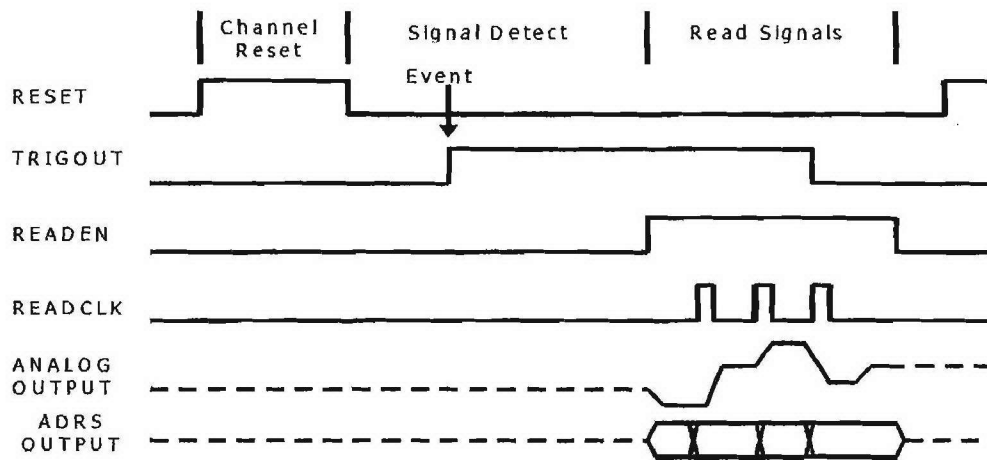 Channel
Reset
Signal Detect
Read Signals
Event
RESET
TRIGOUT
READEN
READCLK
ANALOG
OUTPUT
ADRS
OUTPUT